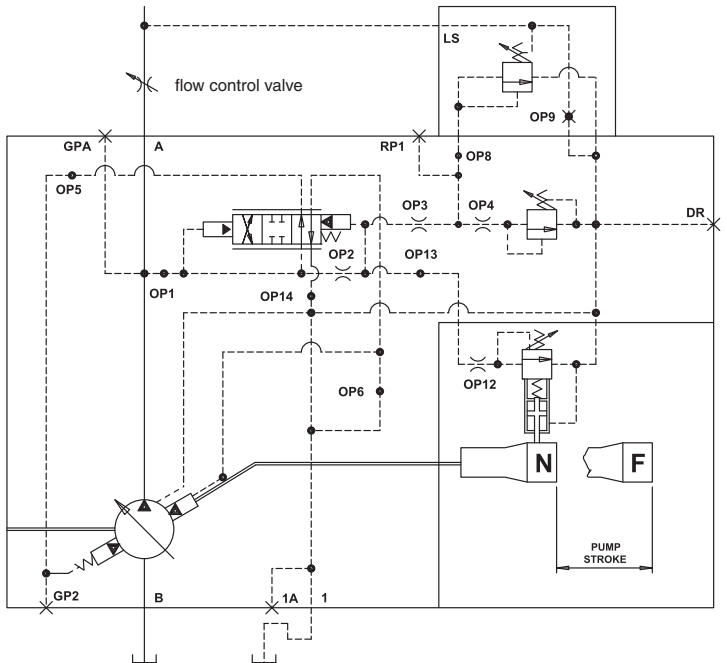 LS
flow control valve
OP9
GPA
A
RP1
OP8
OP5
OP3
OP4
DR
OP2
OP13
OP1
OP14
OP12
OP6
N
F
PUMP
STROKE
GP2
B
1A
1